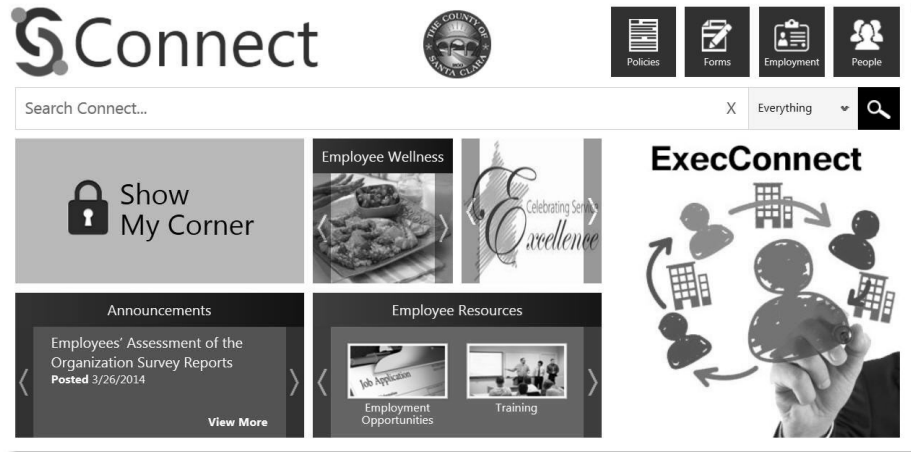 SConnect
THE COUNTY OF
SANTA CLARA
Policies
Forms
Employment
People
Search Connect...
X
Everything
Show
My Corner
Employee Wellness
Celebrating Service
Excellence
ExecConnect
Announcements
Employees' Assessment of the
Organization Survey Reports
Posted 3/26/2014
View More
Employee Resources
Job Application
Employment
Opportunities
Training